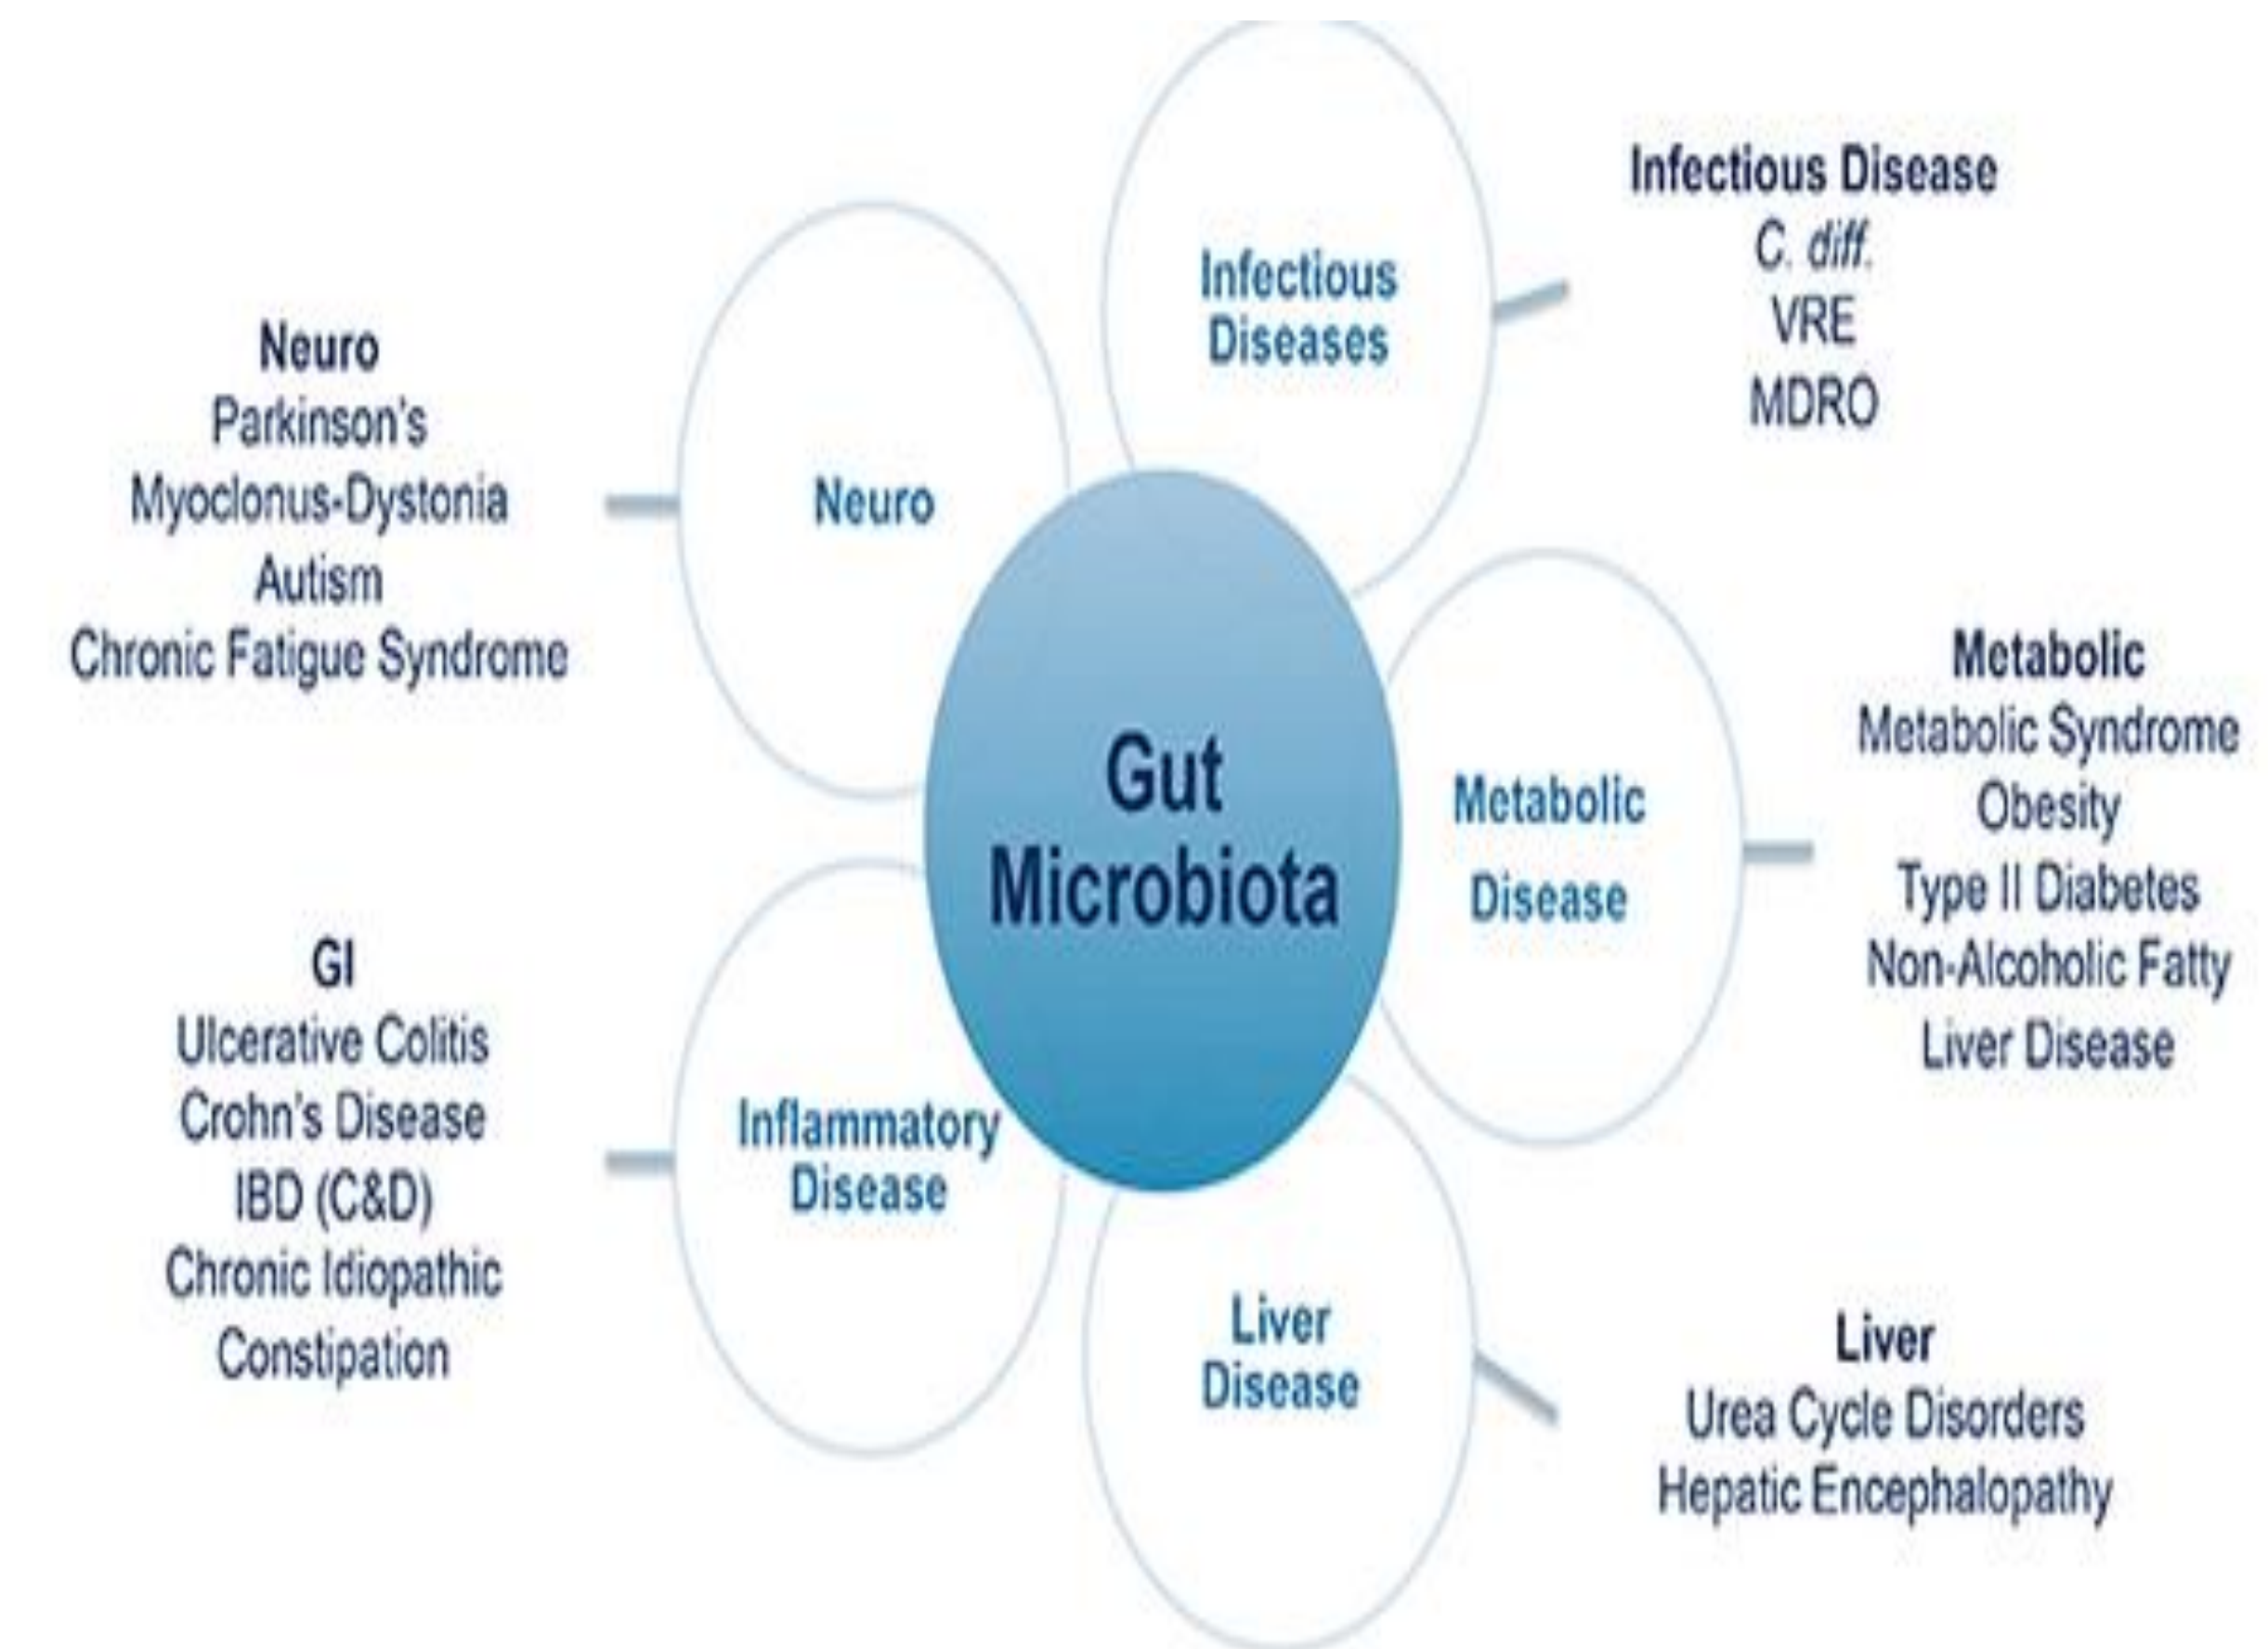 Infectious Disease
C. diff.
VRE
MDRO
Infectious
Diseases
Neuro
Parkinson's
Myoclonus-Dystonia
Autism
Chronic Fatigue Syndrome
Neuro
Gut
Microbiota
Metabolic
Disease
Metabolic
Metabolic Syndrome
Obesity
Type II Diabetes
Non-Alcoholic Fatty
Liver Disease
GI
Ulcerative Colitis
Crohn's Disease
IBD (C&D)
Chronic Idiopathic
Constipation
Inflammatory
Disease
Liver
Disease
Liver
Urea Cycle Disorders
Hepatic Encephalopathy